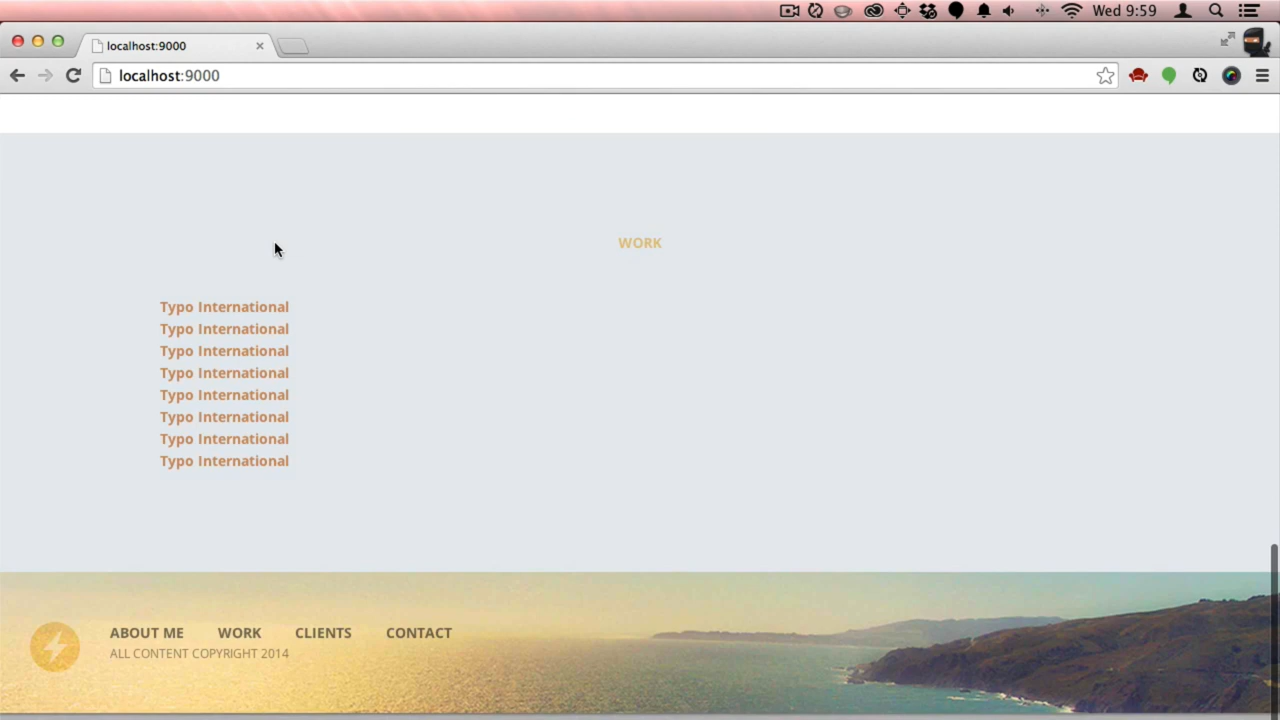 Wed 9:59
localhost:9000
localhost:9000
WORK
Typo International
Typo International
Typo International
Typo International
Typo International
Typo International
Typo International
Typo International
ABOUT ME WORK CLIENTS CONTACT
ALL CONTENT COPYRIGHT 2014